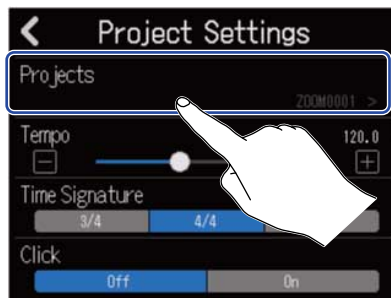 Project Settings
Projects
ZOOM0001 >
Tempo
120.0
Time Signature
3/4 4/4
Click
Off On